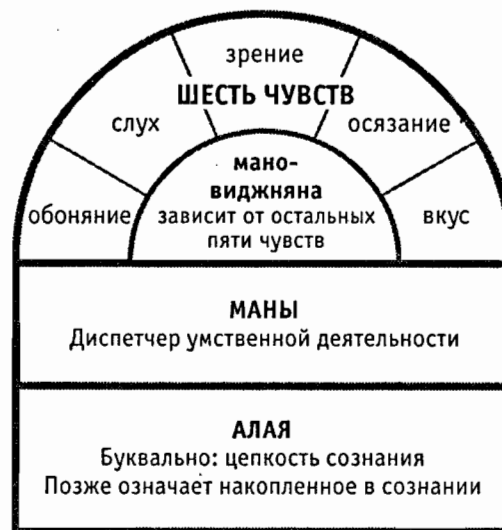 зрение
ШЕСТЬ ЧУВСТВ
слух
осязание
мано-
виджняна
зависит от остальных
пяти чувств
обоняние
вкус
МАНЫ
Диспетчер умственной деятельности
АЛАЯ
Буквально: цепкость сознания
Позже означает накопленное в сознании